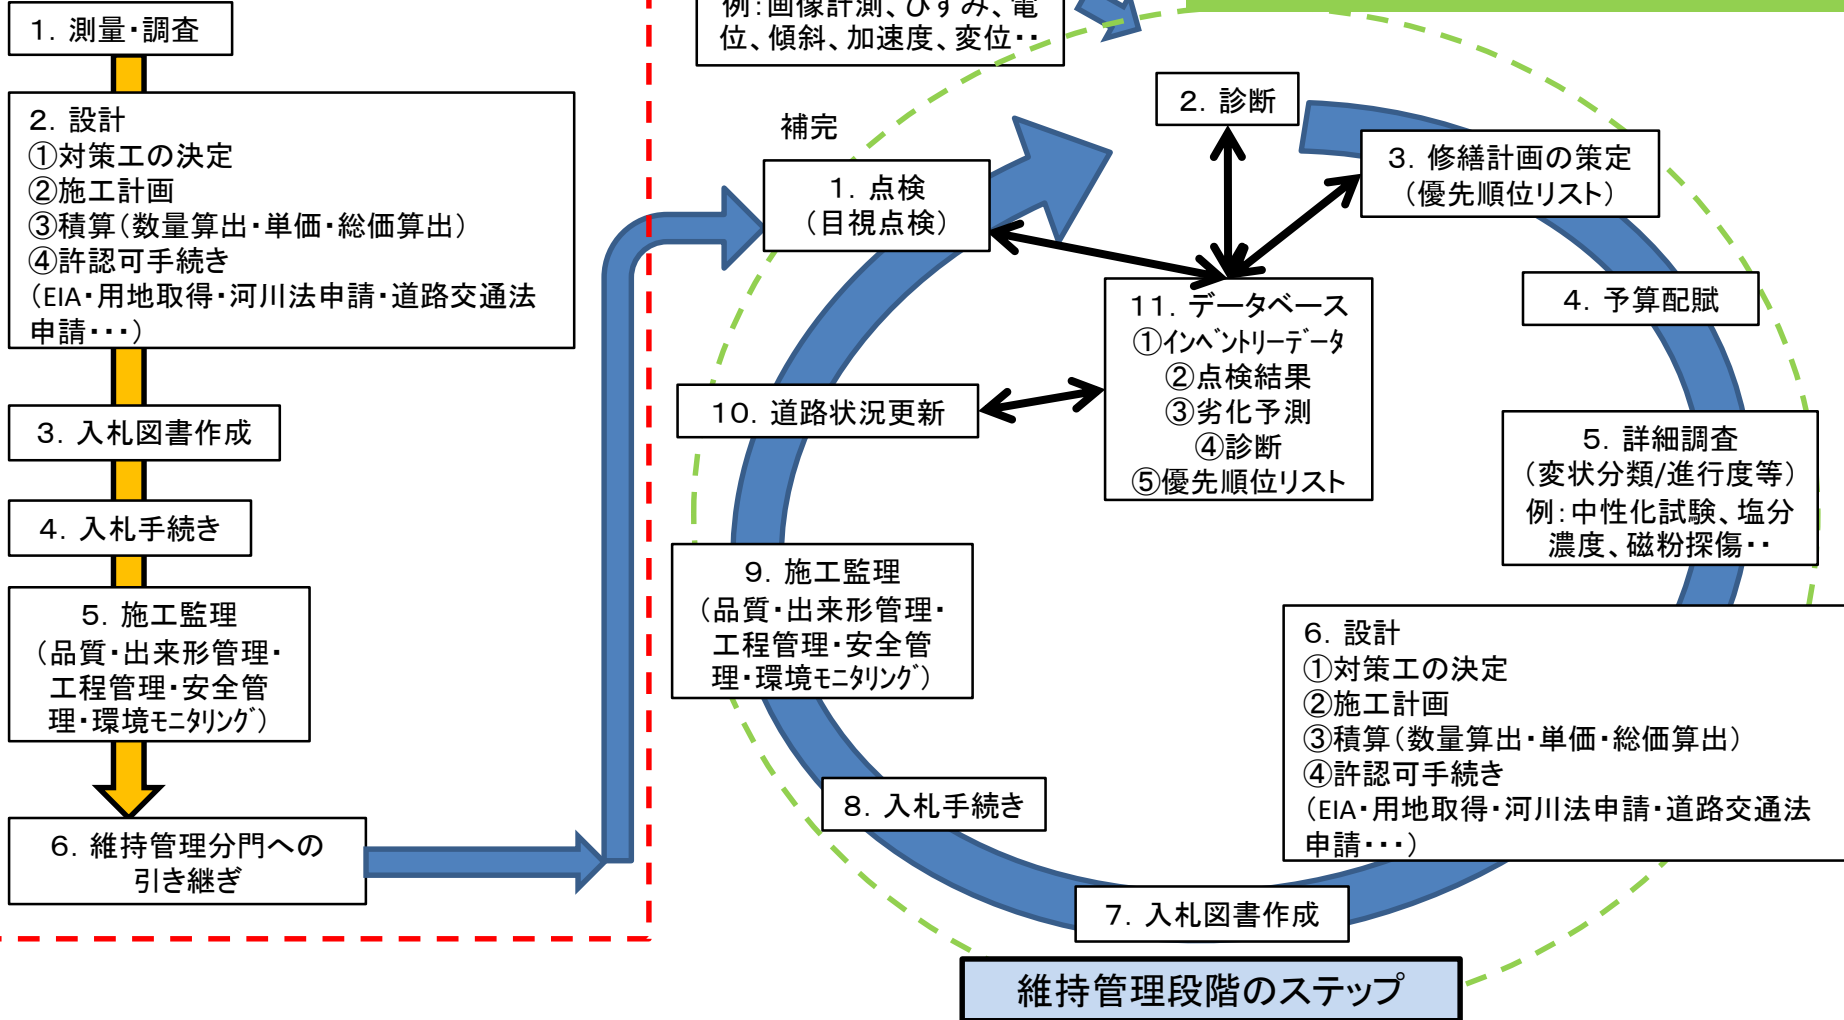 1. 測量・調査
2. 設計
①対策工の決定
②施工計画
③積算（数量算出・単価・総価算出）
④許認可手続き
（EIA・用地取得・河川法申請・道路交通法
申請・・・）
3. 入札図書作成
4. 入札手続き
5. 施工監理
（品質・出来形管理・
工程管理・安全管
理・環境ﾓﾆﾀﾘﾝｸﾞ）
6. 維持管理分門への
引き継ぎ
例：画像計測、ひずみ、電
位、傾斜、加速度、変位・・
補完
1. 点検
（目視点検）
2. 診断
3. 修繕計画の策定
（優先順位リスト）
4. 予算配賦
5. 詳細調査
（変状分類/進行度等）
例：中性化試験、塩分
濃度、磁粉探傷・・
6. 設計
①対策工の決定
②施工計画
③積算（数量算出・単価・総価算出）
④許認可手続き
（EIA・用地取得・河川法申請・道路交通法
申請・・・）
7. 入札図書作成
8. 入札手続き
9. 施工監理
（品質・出来形管理・
工程管理・安全管
理・環境ﾓﾆﾀﾘﾝｸﾞ）
10. 道路状況更新
11. データベース
①ｲﾝﾍﾞﾝﾄﾘｰﾃﾞｰﾀ
②点検結果
③劣化予測
④診断
⑤優先順位リスト
維持管理段階のステップ